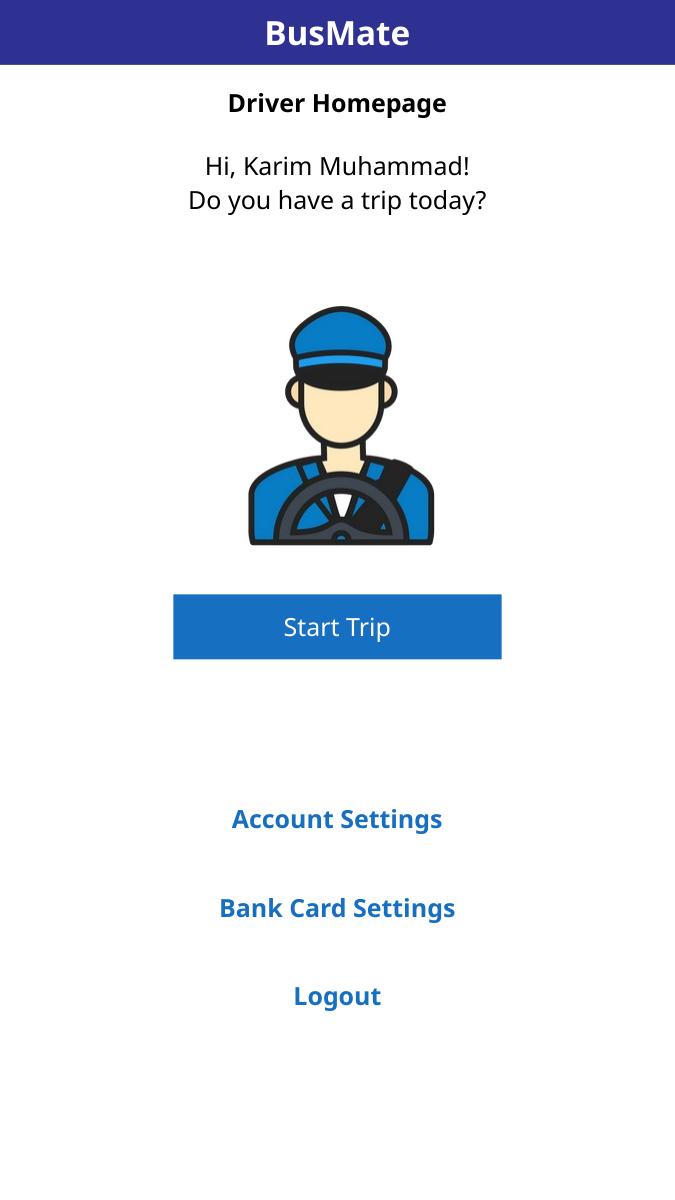 BusMate
Driver Homepage
Hi, Karim Muhammad!
Do you have a trip today?
Start Trip
Account Settings
Bank Card Settings
Logout